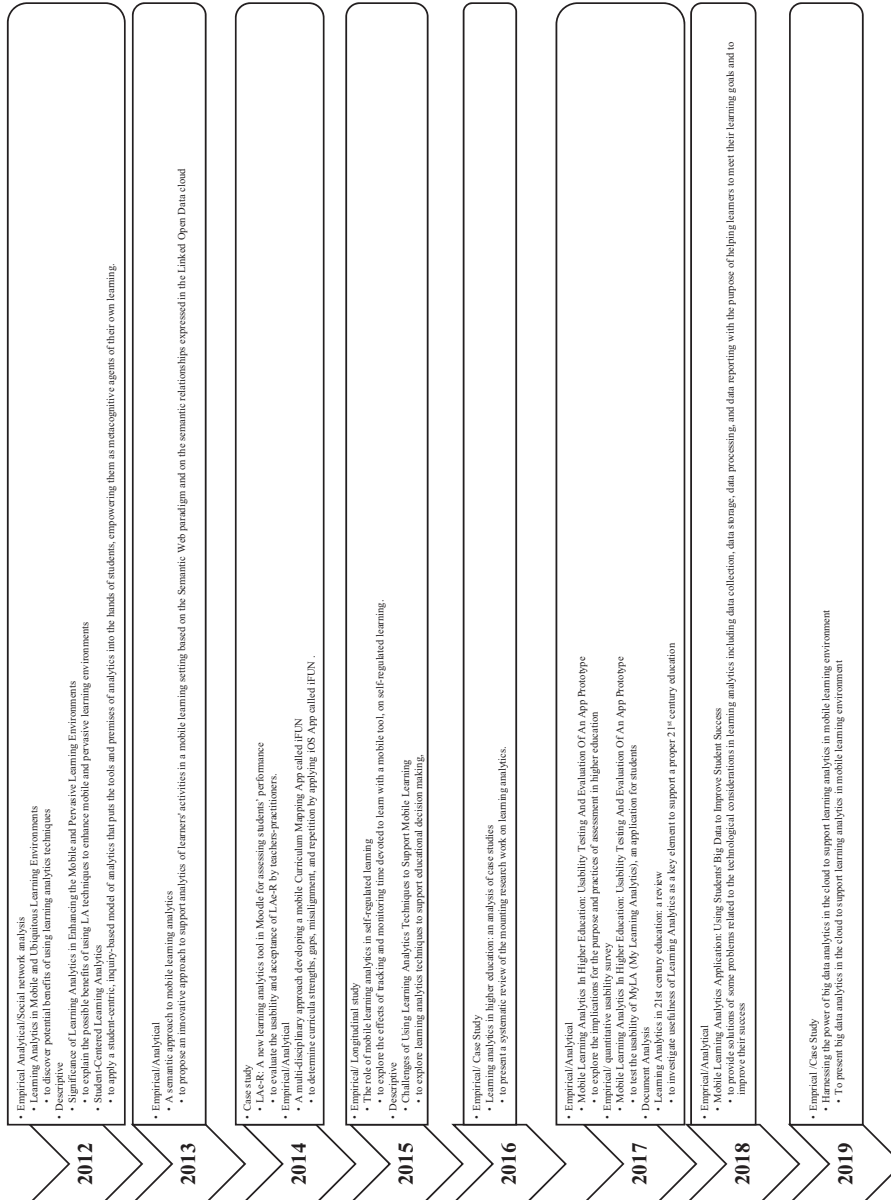 2012
• Empirical Analytical/Social network analysis
• Learning Analytics in Mobile and Ubiquitous Learning Environments
• to discover potential benefits of using learning analytics techniques
• Descriptive
• Significance of Learning Analytics in Enhancing the Mobile and Pervasive Learning Environments
• to explain the possible benefits of using LA techniques to enhance mobile and pervasive learning environments
• Student-Centered Learning Analytics
• to apply a student-centric, inquiry-based model of analytics that puts the tools and premises of analytics into the hands of students, empowering them as metacognitive agents of their own learning.
2013
• Empirical/Analytical
• A semantic approach to mobile learning analytics
• to propose an innovative approach to support analytics of learners' activities in a mobile learning setting based on the Semantic Web paradigm and on the semantic relationships expressed in the Linked Open Data cloud
2014
• Case study
• LAe-R: A new learning analytics tool in Moodle for assessing students' performance
• to evaluate the usability and acceptance of LAe-R by teachers-practitioners.
• Empirical/Analytical
• A multi-disciplinary approach developing a mobile Curriculum Mapping App called iFUN
• to determine curricula strengths, gaps, misalignment, and repetition by applying iOS App called iFUN .
2015
• Empirical/ Longitudinal study
• The role of mobile learning analytics in self-regulated learning
• to explore the effects of tracking and monitoring time devoted to learn with a mobile tool, on self-regulated learning.
• Descriptive
• Challenges of Using Learning Analytics Techniques to Support Mobile Learning
• to explore learning analytics techniques to support educational decision making,
2016
• Empirical/ Case Study
• Learning analytics in higher education: an analysis of case studies
• to present a systematic review of the mounting research work on learning analytics.
2017
• Empirical/Analytical
• Mobile Learning Analytics In Higher Education: Usability Testing And Evaluation Of An App Prototype
• to explore the implications for the purpose and practices of assessment in higher education
• Empirical/ quantitative usability survey
• Mobile Learning Analytics In Higher Education: Usability Testing And Evaluation Of An App Prototype
• to test the usability of MyLA (My Learning Analytics), an application for students
• Document Analysis
• Learning Analytics in 21st century education: a review
• to investigate usefulness of Learning Analytics as a key element to support a proper 21st century education
2018
• Emprical/Analytical
• Mobile Learning Analytics Application: Using Students' Big Data to Improve Student Success
• to provide solutions of some problems related to the technological considerations in learning analytics including data collection, data storage, data processing, and data reporting with the purpose of helping learners to meet their learning goals and to
improve their success
2019
• Emprical /Case Study
• Harnessing the power of big data analytics in the cloud to support learning analytics in mobile learning environment
• To present big data analytics in the cloud to support learning analytics in mobile learning environment